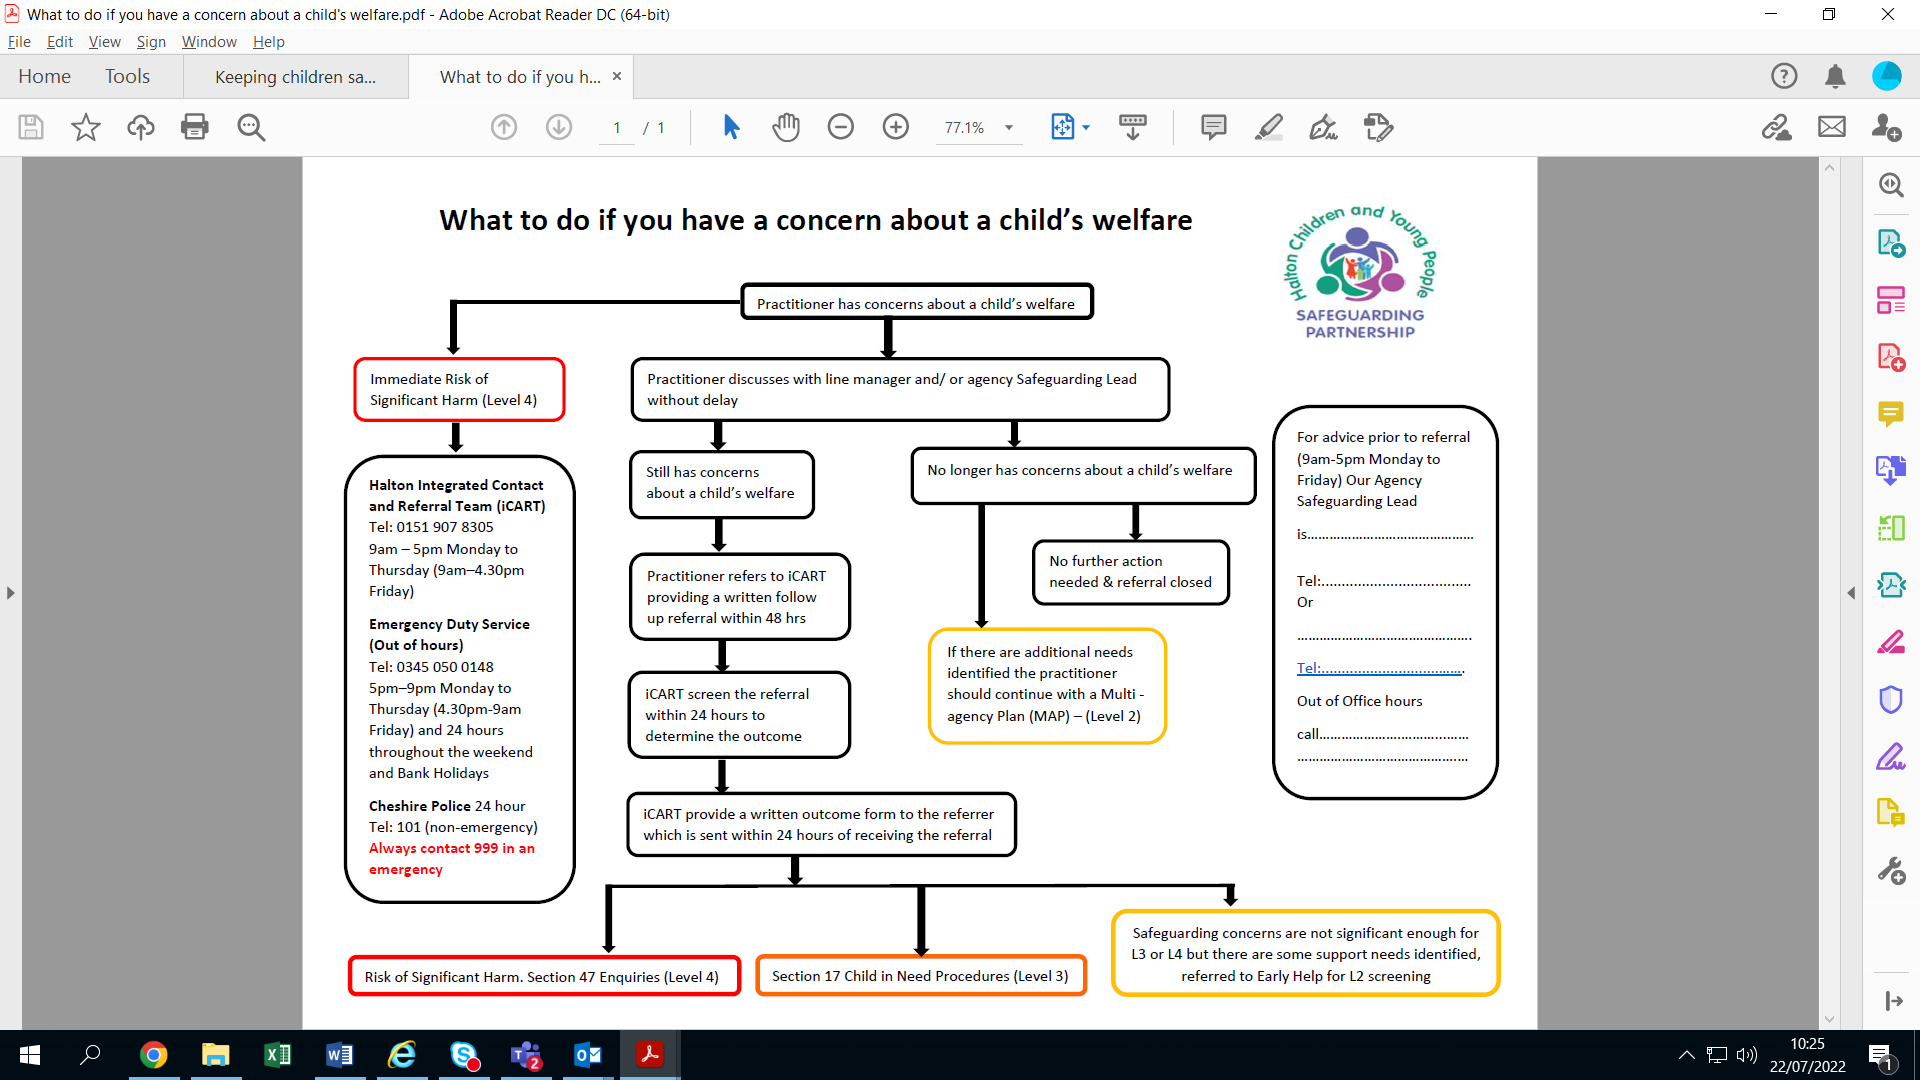 What to do if you have a concern about a child's welfare.pdf - Adobe Acrobat Reader DC (64-bit)
File Edit View Sign Window Help
Home Tools Keeping children sa... What to do if you h... ×
1 / 1 77.1%
What to do if you have a concern about a child’s welfare
Halton Children and Young People
SAFEGUARDING
PARTNERSHIP
Practitioner has concerns about a child’s welfare
Immediate Risk of
Significant Harm (Level 4)
Practitioner discusses with line manager and/ or agency Safeguarding Lead
without delay
Halton Integrated Contact
and Referral Team (iCART)
Tel: 0151 907 8305
9am – 5pm Monday to
Thursday (9am–4.30pm
Friday)
Emergency Duty Service
(Out of hours)
Tel: 0345 050 0148
5pm–9pm Monday to
Thursday (4.30pm-9am
Friday) and 24 hours
throughout the weekend
and Bank Holidays
Cheshire Police 24 hour
Tel: 101 (non-emergency)
Always contact 999 in an
emergency
Still has concerns
about a child’s welfare
No longer has concerns about a child’s welfare
Practitioner refers to iCART
providing a written follow
up referral within 48 hrs
No further action
needed & referral closed
iCART screen the referral
within 24 hours to
determine the outcome
If there are additional needs
identified the practitioner
should continue with a Multi -
agency Plan (MAP) – (Level 2)
iCART provide a written outcome form to the referrer
which is sent within 24 hours of receiving the referral
For advice prior to referral
(9am-5pm Monday to
Friday) Our Agency
Safeguarding Lead
is………………………………………
Tel:.....................................
Or
……………………………………….
Tel:……………………………….
Out of Office hours
call……………………………………
……………………………………….
Risk of Significant Harm. Section 47 Enquiries (Level 4)
Section 17 Child in Need Procedures (Level 3)
Safeguarding concerns are not significant enough for
L3 or L4 but there are some support needs identified,
referred to Early Help for L2 screening
2
10:25
22/07/2022
1